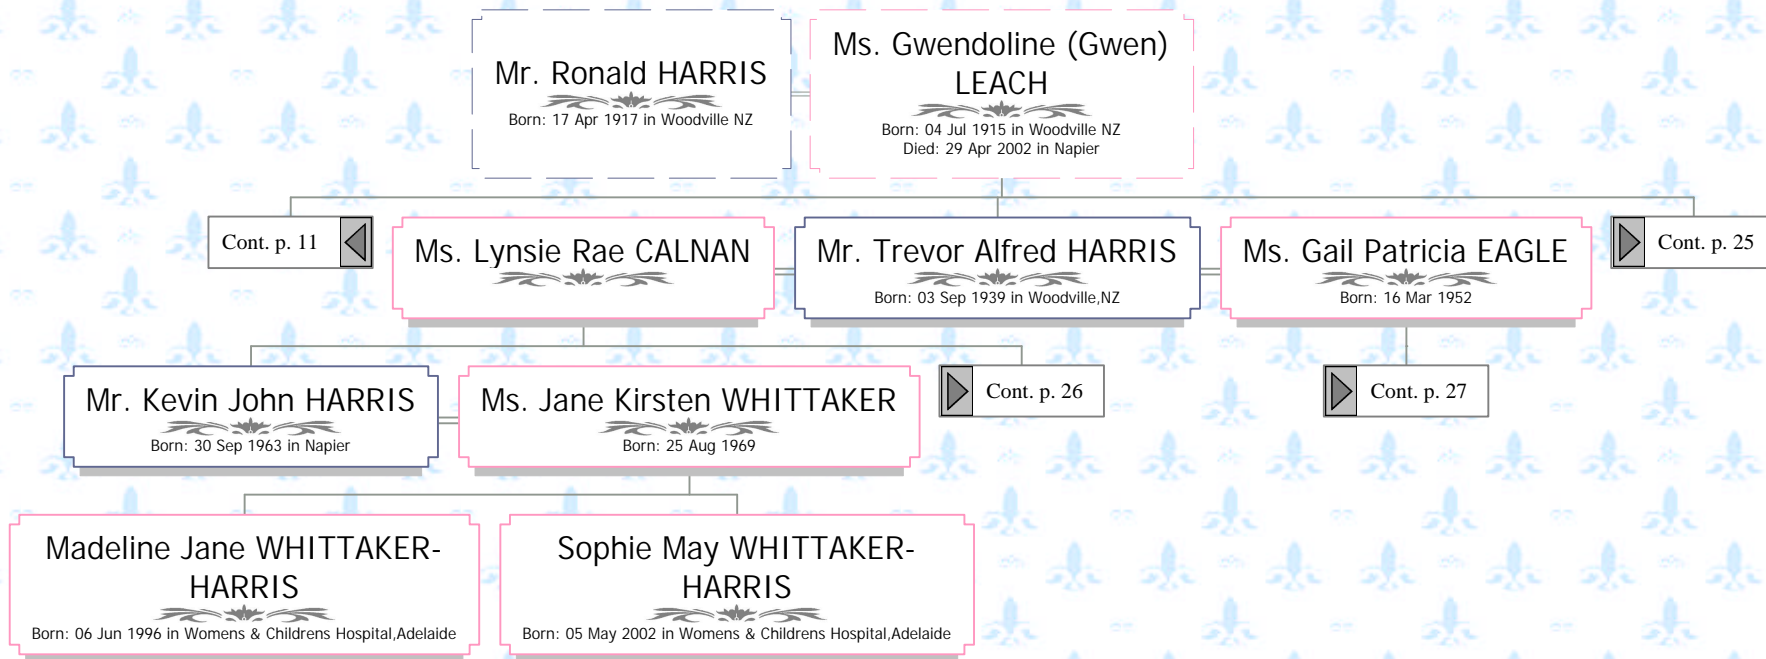 Mr. Ronald HARRIS
Born: 17 Apr 1917 in Woodville NZ
Ms. Gwendoline (Gwen)
LEACH
Born: 04 Jul 1915 in Woodville NZ
Died: 29 Apr 2002 in Napier
Cont. p. 11
Ms. Lynsie Rae CALNAN
Mr. Trevor Alfred HARRIS
Born: 03 Sep 1939 in Woodville,NZ
Ms. Gail Patricia EAGLE
Born: 16 Mar 1952
Cont. p. 25
Mr. Kevin John HARRIS
Born: 30 Sep 1963 in Napier
Ms. Jane Kirsten WHITTAKER
Born: 25 Aug 1969
Cont. p. 26
Cont. p. 27
Madeline Jane WHITTAKER-
HARRIS
Born: 06 Jun 1996 in Womens & Childrens Hospital,Adelaide
Sophie May WHITTAKER-
HARRIS
Born: 05 May 2002 in Womens & Childrens Hospital,Adelaide